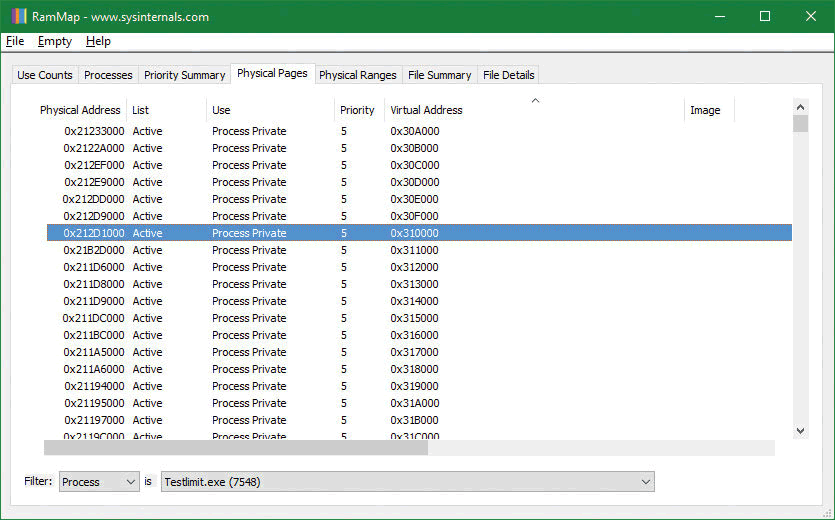 RamMap - www.sysinternals.com
File Empty Help
Use Counts Processes Priority Summary Physical Pages Physical Ranges File Summary File Details
Physical Address List Use Priority Virtual Address Image
0x21233000 Active Process Private 5 0x30A000
0x2122A000 Active Process Private 5 0x30B000
0x212EF000 Active Process Private 5 0x30C000
0x212E9000 Active Process Private 5 0x30D000
0x212DD000 Active Process Private 5 0x30E000
0x212D9000 Active Process Private 5 0x30F000
0x212D1000 Active Process Private 5 0x310000
0x21B2D000 Active Process Private 5 0x311000
0x211D6000 Active Process Private 5 0x312000
0x211D8000 Active Process Private 5 0x313000
0x211D9000 Active Process Private 5 0x314000
0x211DC000 Active Process Private 5 0x315000
0x211BC000 Active Process Private 5 0x316000
0x211A5000 Active Process Private 5 0x317000
0x211A6000 Active Process Private 5 0x318000
0x21194000 Active Process Private 5 0x319000
0x21195000 Active Process Private 5 0x31A000
0x21197000 Active Process Private 5 0x31B000
0x2119C000 Active Process Private 5 0x31C000
Filter: Process is Testlimit.exe (7548)